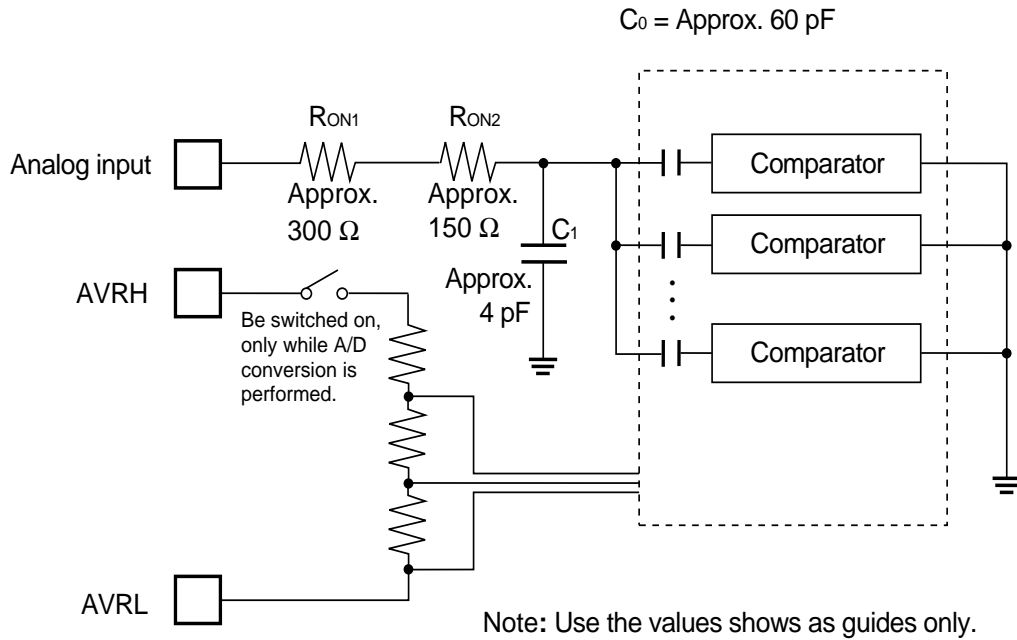 C0 = Approx. 60 pF
RON1
RON2
Analog input
Approx.
300 Ω
Approx.
150 Ω
C1
Approx.
4 pF
Comparator
Comparator
Comparator
AVRH
Be switched on,
only while A/D
conversion is
performed.
AVRL
Note: Use the values shows as guides only.